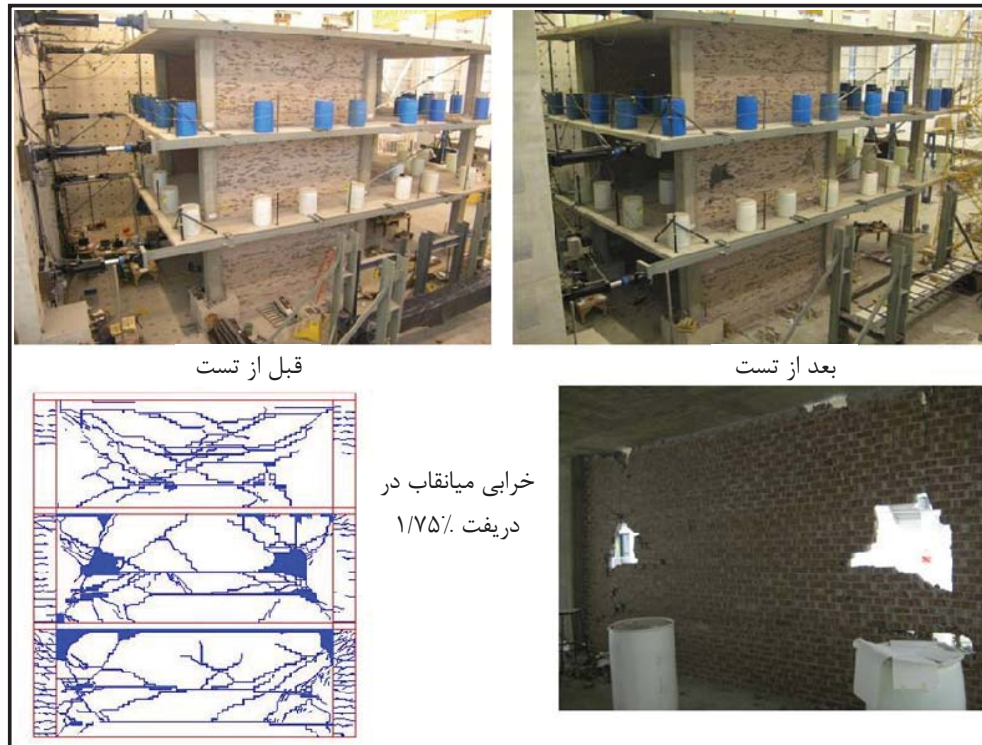 قبل از تست
بعد از تست
خرابی میانقاب در
دریفت ۱/۷۵٪